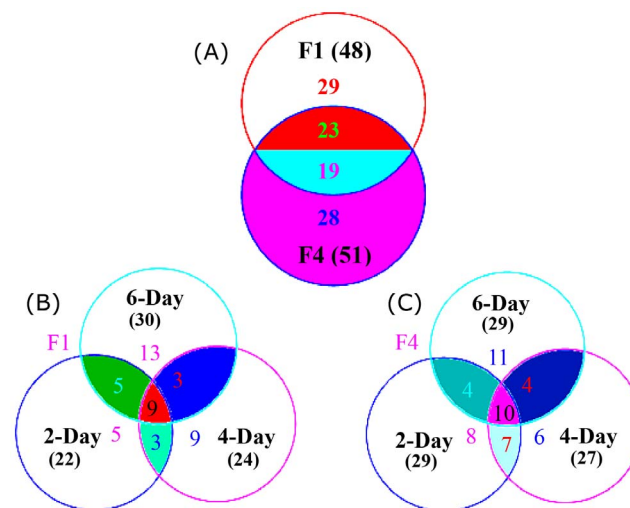 (A)
F1 (48)
29
23
19
28
F4 (51)
(B)
6-Day
(30)
F1
13
5
3
9
2-Day
(22)
5
3
9
4-Day
(24)
(C)
6-Day
(29)
F4
11
4
4
10
2-Day
(29)
8
7
6
4-Day
(27)